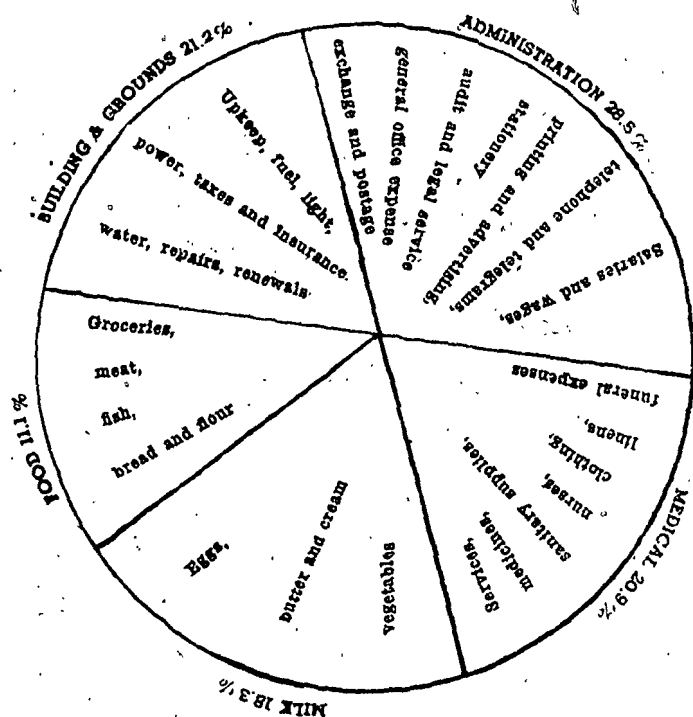 ADMINISTRATION 28.5%
exchange and postage
general office expense
audit and legal service
stationery
printing and advertising,
telephone and telegrams,
Salaries and wages,
MEDICAL 20.9%
Services,
medicines,
sanitary supplies,
nurses,
clothing,
linens,
funeral expenses
MILK 18.3%
Eggs,
butter and cream
vegetables
FOOD 11.1%
Groceries,
meat,
fish,
bread and flour
BUILDING & GROUNDS 21.2%
Upkeep, fuel, light,
power, taxes and insurance
water, repairs, renewals